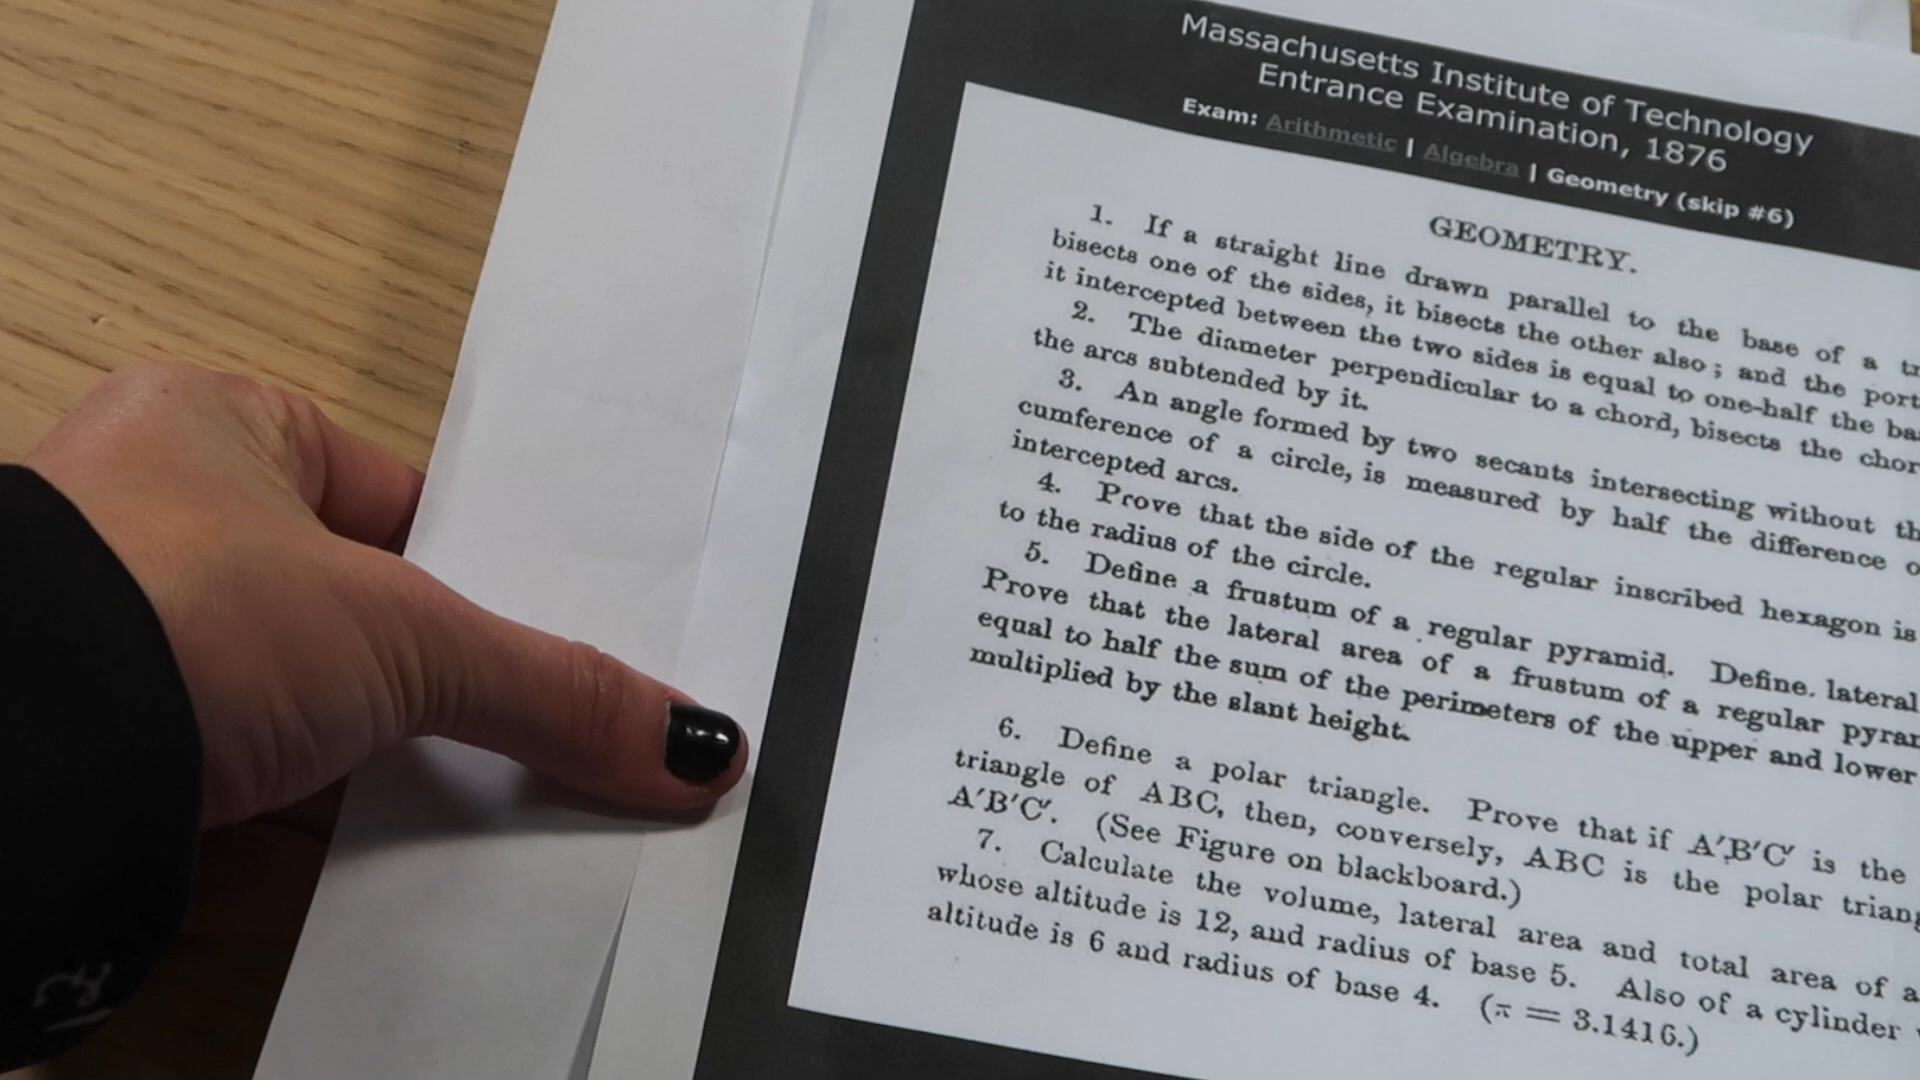 Massachusetts Institute of Technology
Entrance Examination, 1876
Exam: Arithmetic | Algebra | Geometry (skip #6)
GEOMETRY.
1. If a straight line drawn parallel to the base of a tr
bisects one of the sides, it bisects the other also; and the port
it intercepted between the two sides is equal to one-half the ba
2. The diameter perpendicular to a chord, bisects the chor
the arcs subtended by it.
3. An angle formed by two secants intersecting without th
cumference of a circle, is measured by half the difference o
intercepted arcs.
4. Prove that the side of the regular inscribed hexagon is
to the radius of the circle.
5. Define a frustum of a regular pyramid. Define. lateral
Prove that the lateral area of a frustum of a regular pyra
equal to half the sum of the perimeters of the upper and lower
multiplied by the slant height.
6. Define a polar triangle. Prove that if A′B′C′ is the
triangle of ABC, then, conversely, ABC is the polar triang
A′B′C′. (See Figure on blackboard.)
7. Calculate the volume, lateral area and total area of a
whose altitude is 12, and radius of base 5. Also of a cylinder
altitude is 6 and radius of base 4. (π = 3.1416.)